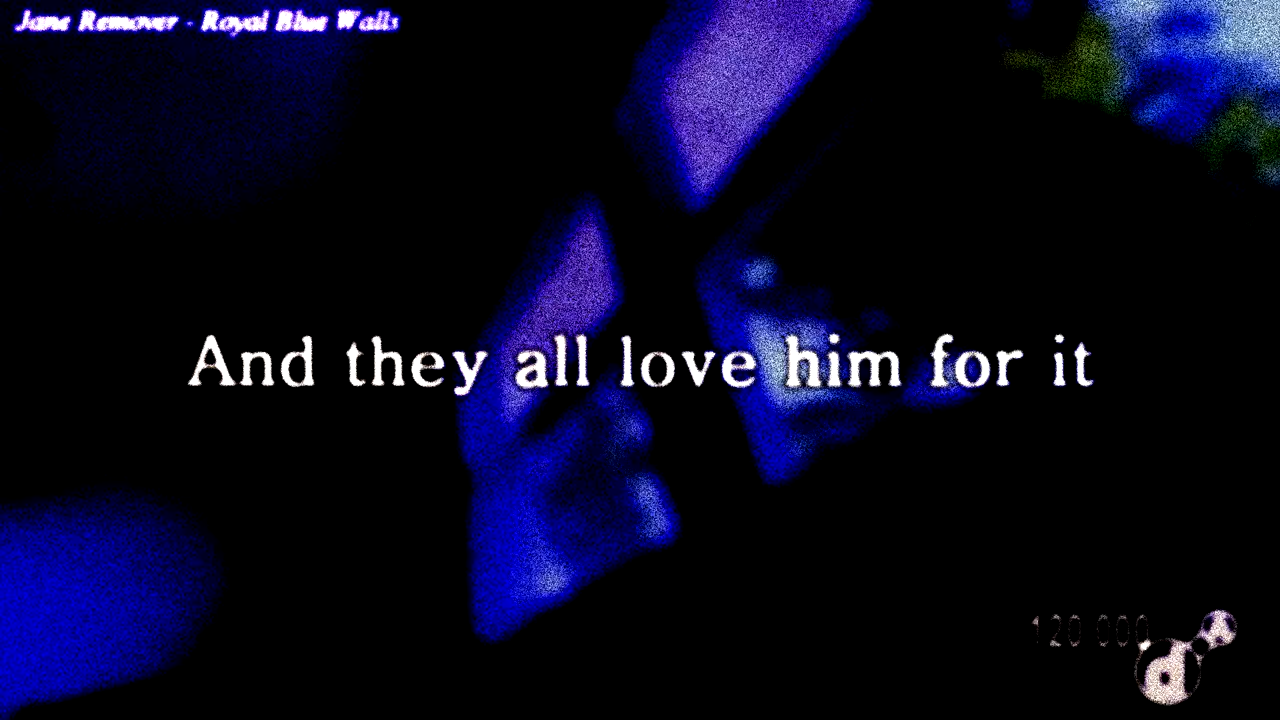 Jane Remover - Royal Blue Walls
And they all love him for it
120 000